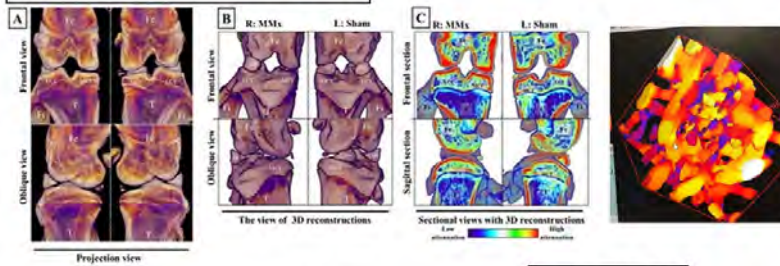 A
B
R: MMx
L: Sham
C
R: MMx
L: Sham
Frontal view
Frontal view
Frontal section
Oblique view
Oblique view
Sagittal section
The view of 3D reconstructions
Sectional views with 3D reconstructions
Low attenuation
High attenuation
Projection view